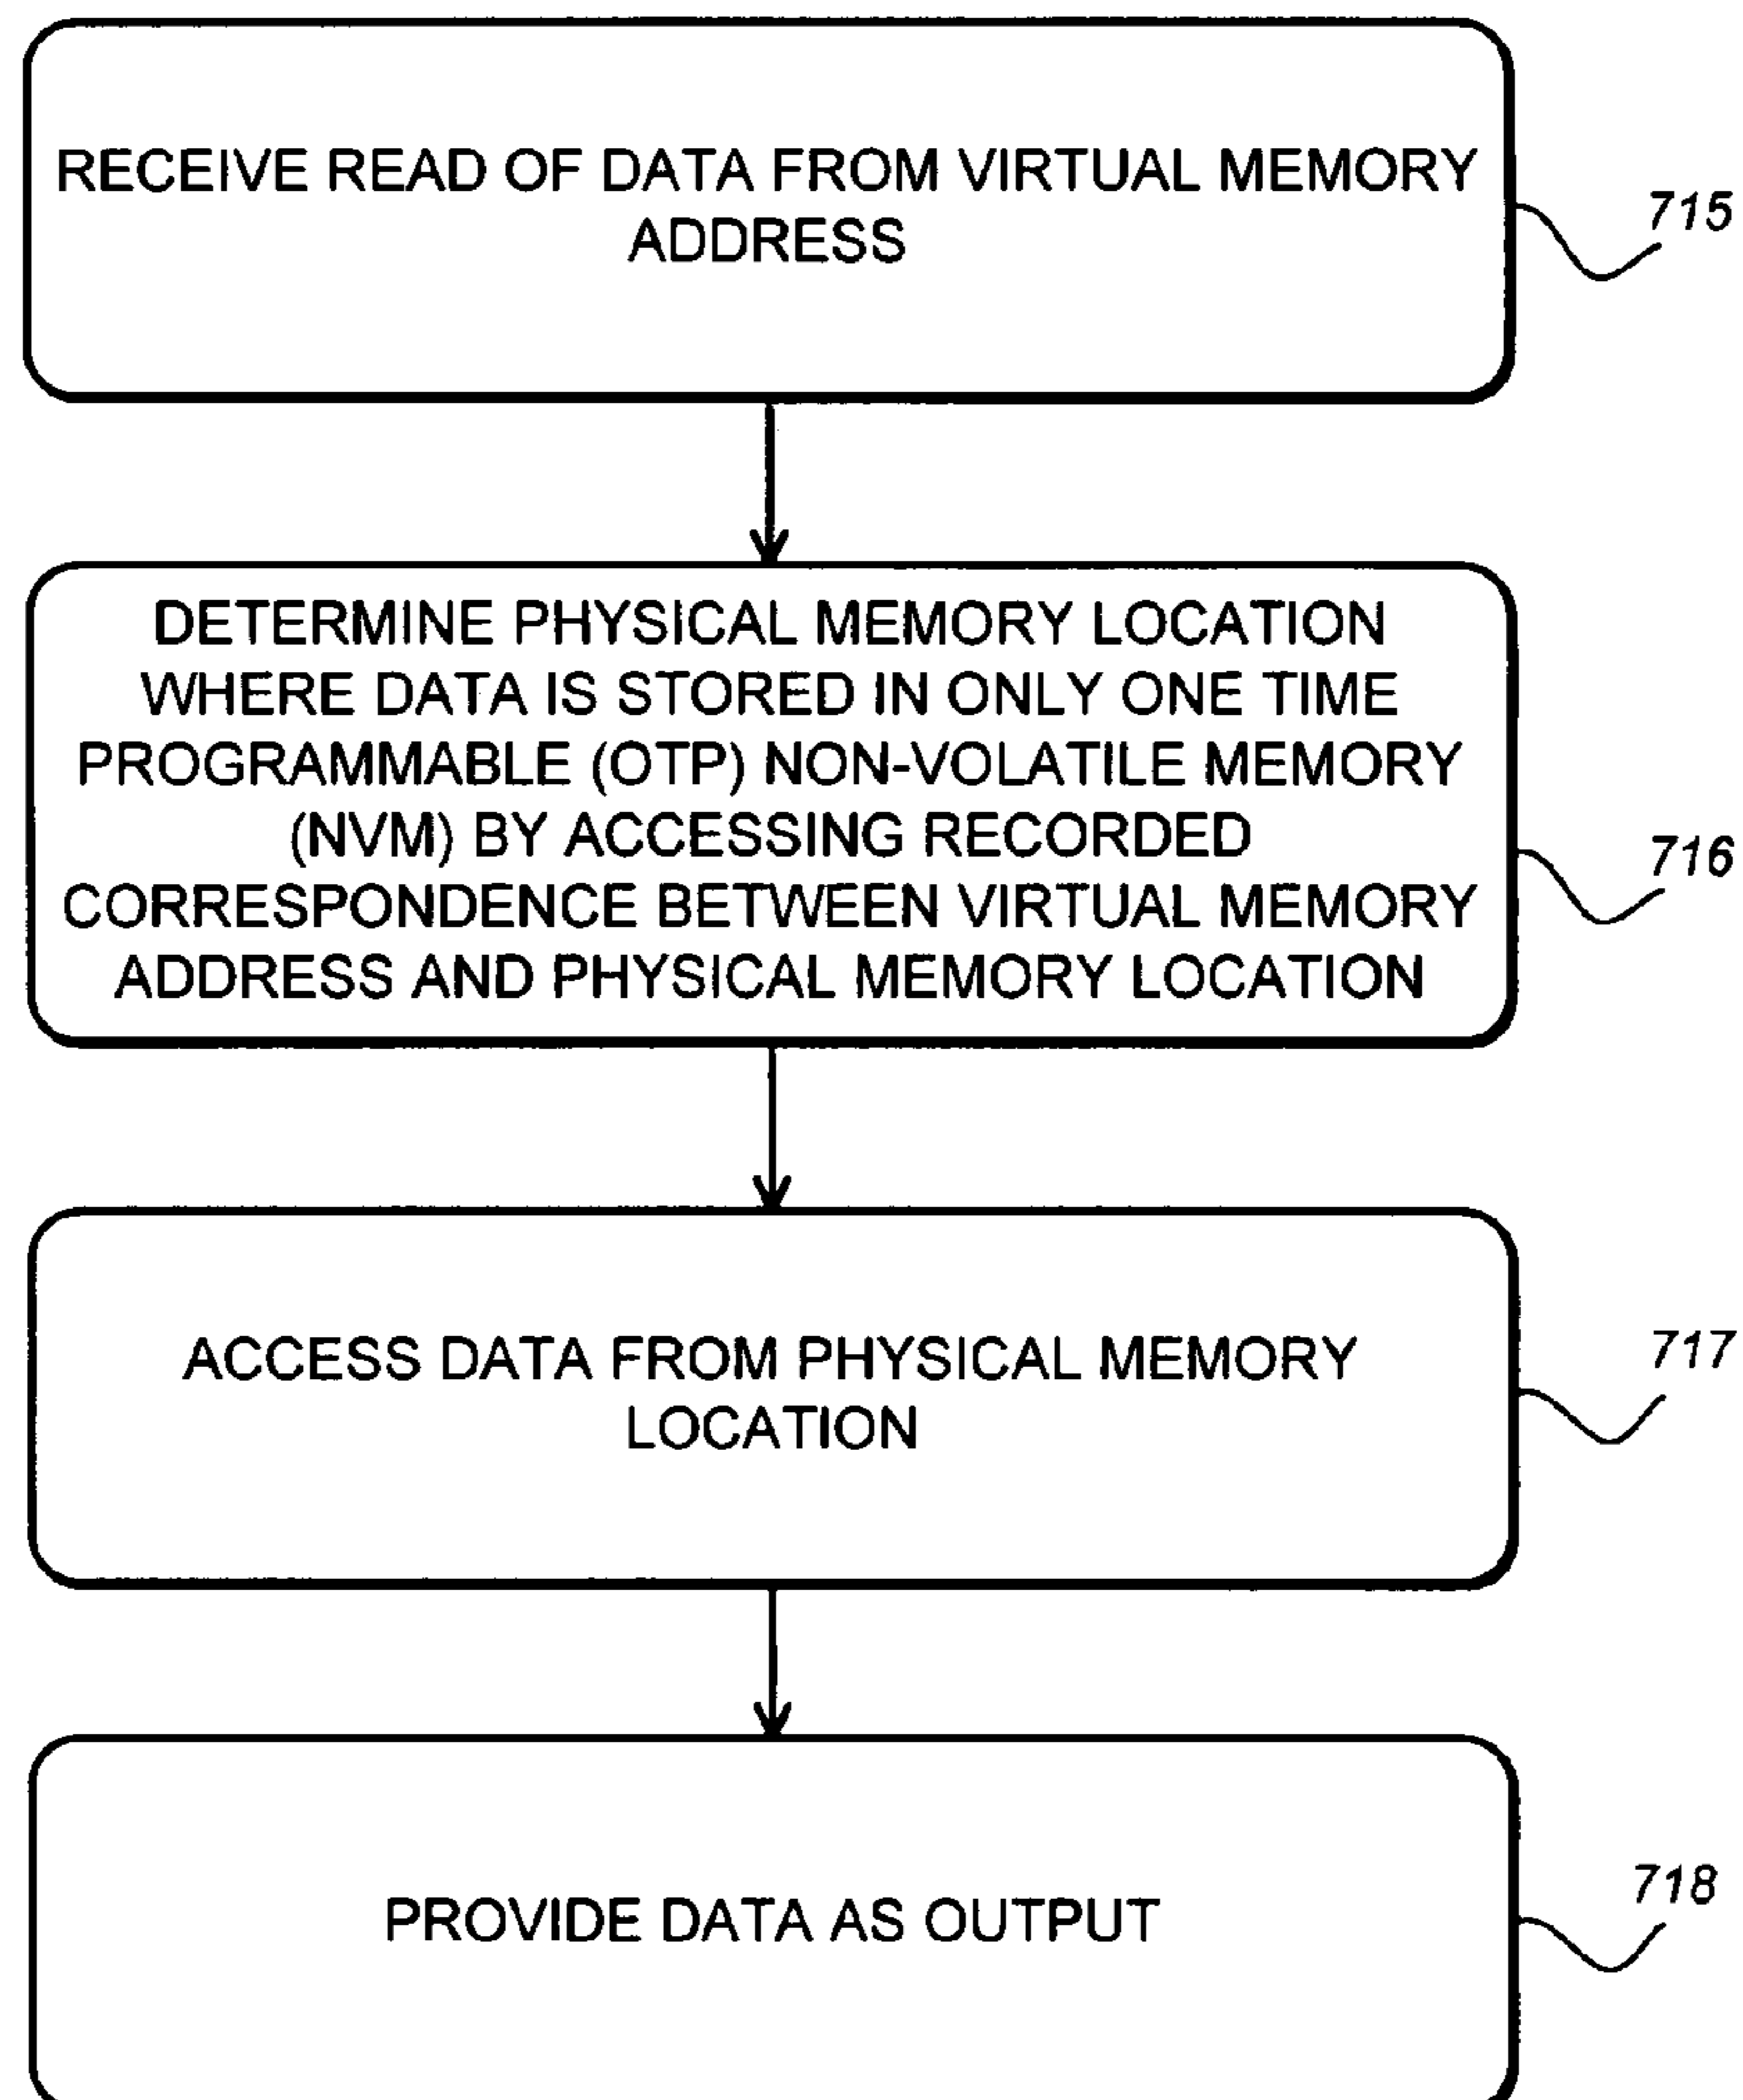 RECEIVE READ OF DATA FROM VIRTUAL MEMORY
ADDRESS
715
DETERMINE PHYSICAL MEMORY LOCATION
WHERE DATA IS STORED IN ONLY ONE TIME
PROGRAMMABLE (OTP) NON-VOLATILE MEMORY
(NVM) BY ACCESSING RECORDED
CORRESPONDENCE BETWEEN VIRTUAL MEMORY
ADDRESS AND PHYSICAL MEMORY LOCATION
716
ACCESS DATA FROM PHYSICAL MEMORY
LOCATION
717
PROVIDE DATA AS OUTPUT
718